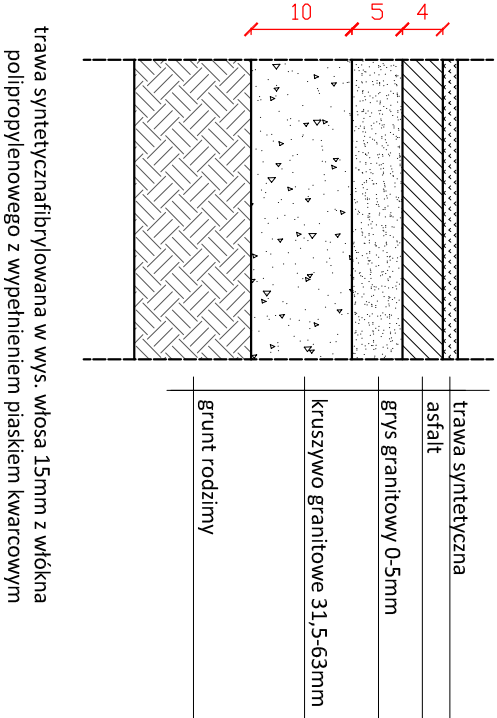 trawa syntetyczna
asfalt
grys granitowy 0-5mm
kruszywo granitowe 31,5-63mm
grunt rodzimy
4
5
10
trawa syntetycznafibrylowana w wys. włosa 15mm z włókna
polipropylenowego z wypełnieniem piaskiem kwarcowym